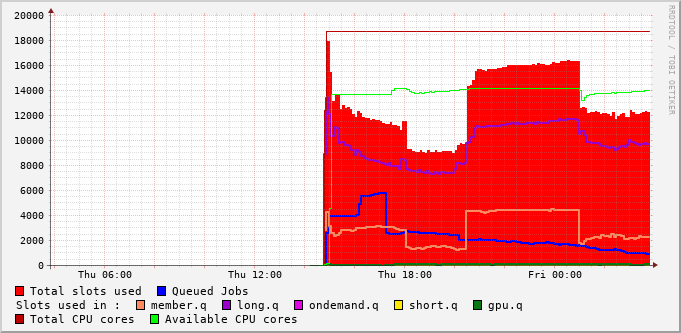 20000
18000
16000
14000
12000
10000
8000
6000
4000
2000
0
Thu 06:00 Thu 12:00 Thu 18:00 Fri 00:00
RRDTOOL / TOBI OETIKER
Total slots used Queued Jobs
Slots used in : member.q long.q ondemand.q short.q gpu.q
Total CPU cores Available CPU cores